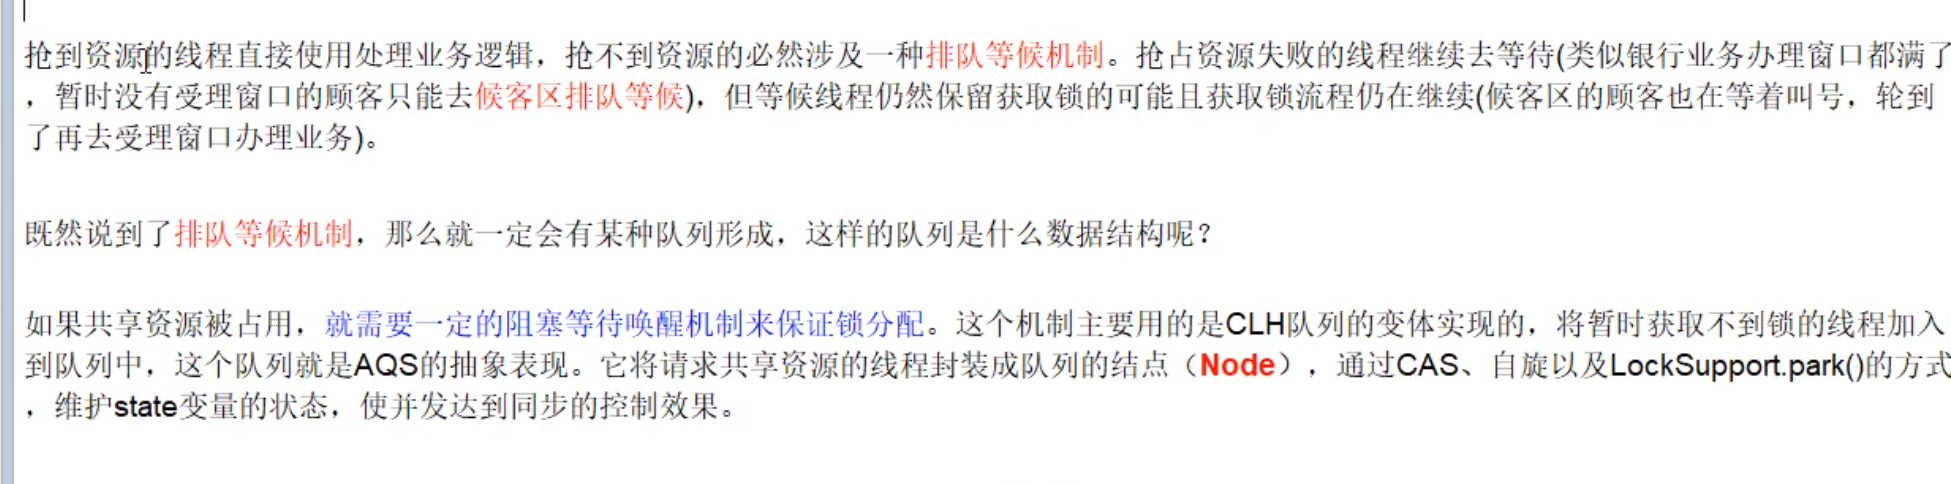 抢到资源的线程直接使用处理业务逻辑，抢不到资源的必然涉及一种排队等候机制。抢占资源失败的线程继续去等待(类似银行业务办理窗口都满了
，暂时没有受理窗口的顾客只能去候客区排队等候)，但等候线程仍然保留获取锁的可能且获取锁流程仍在继续(候客区的顾客也在等着叫号，轮到
了再去受理窗口办理业务)。
既然说到了排队等候机制，那么就一定会有某种队列形成，这样的队列是什么数据结构呢？
如果共享资源被占用，就需要一定的阻塞等待唤醒机制来保证锁分配。这个机制主要用的是CLH队列的变体实现的，将暂时获取不到锁的线程加入
到队列中，这个队列就是AQS的抽象表现。它将请求共享资源的线程封装成队列的结点（Node），通过CAS、自旋以及LockSupport.park()的方式
，维护state变量的状态，使并发达到同步的控制效果。